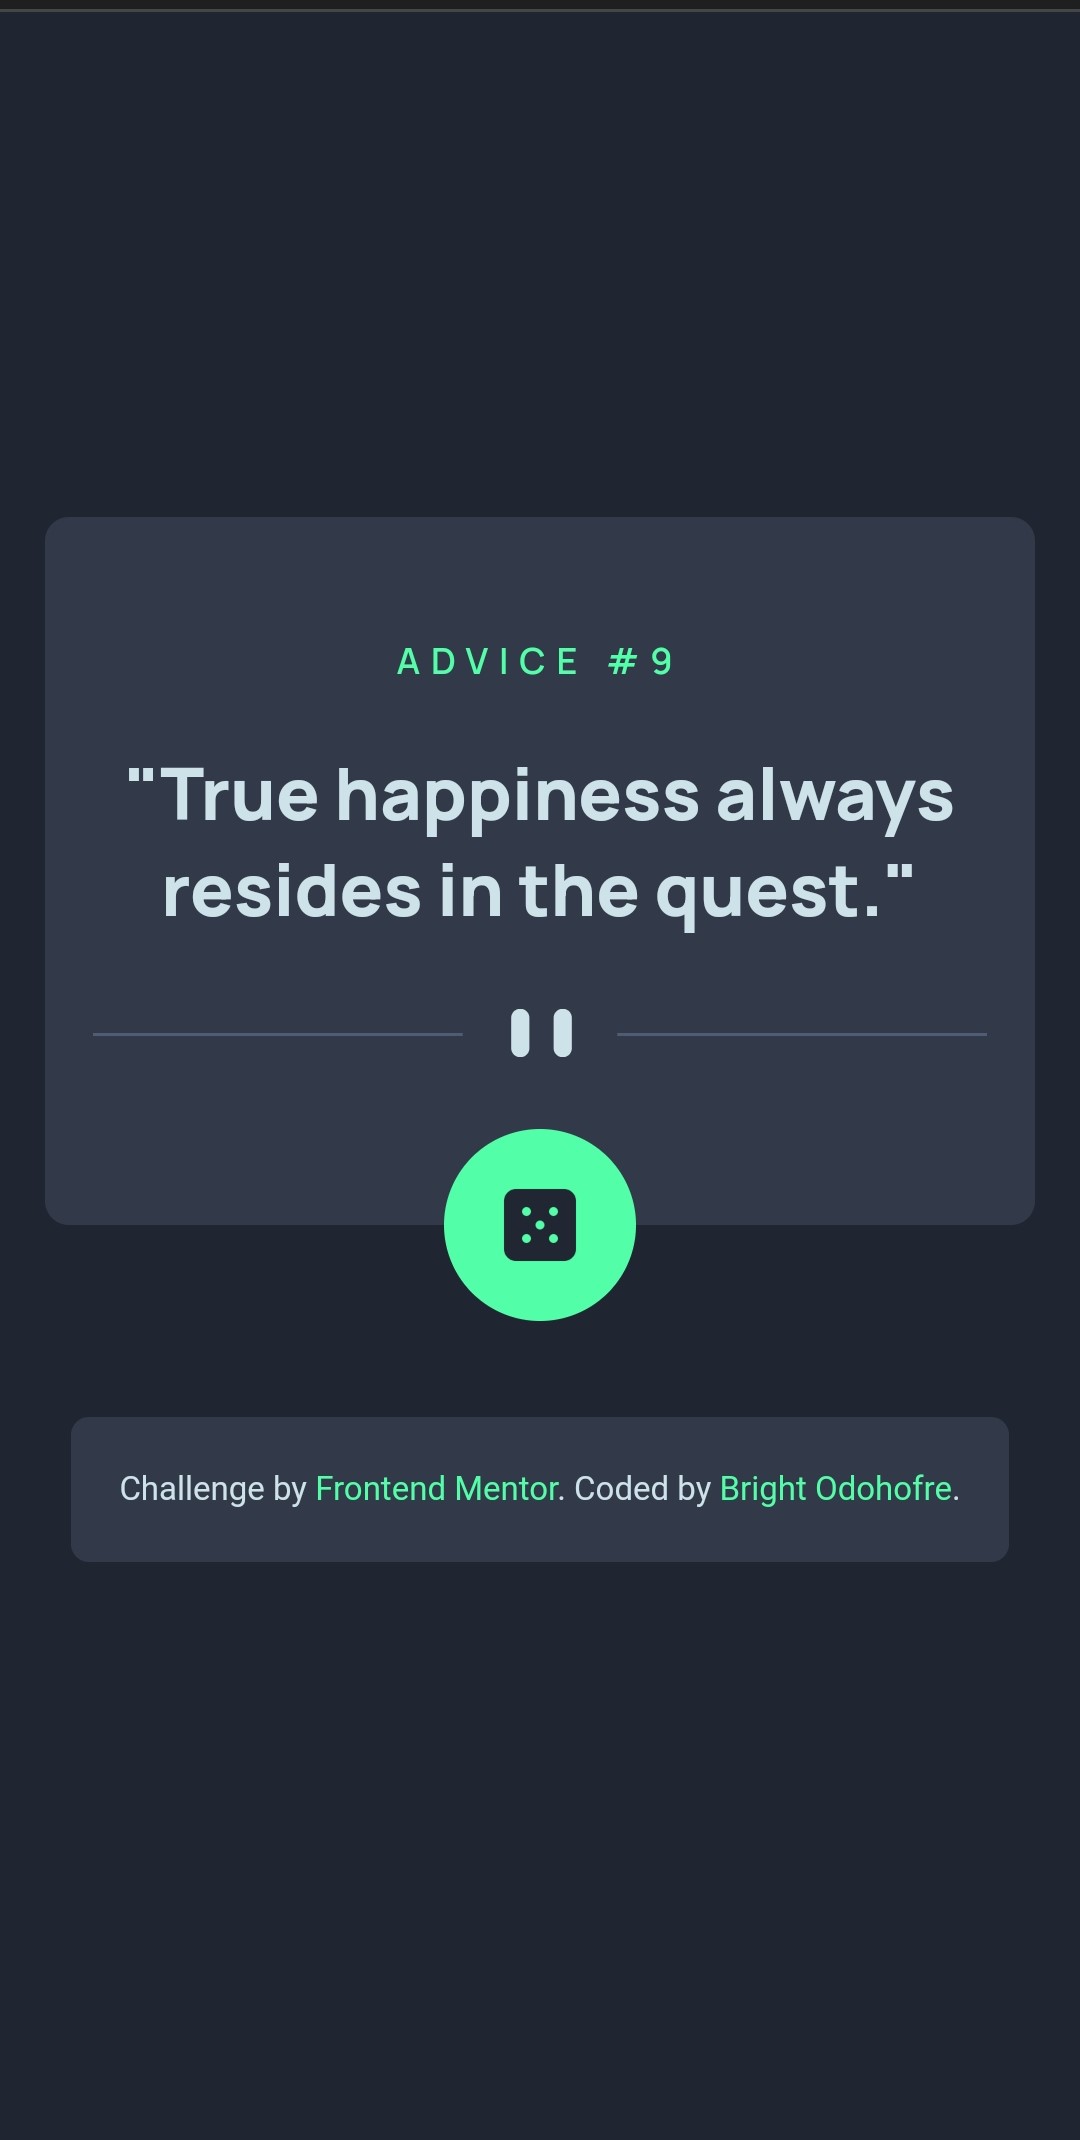 ADVICE #9
"True happiness always
resides in the quest."
Challenge by Frontend Mentor. Coded by Bright Odohofre.